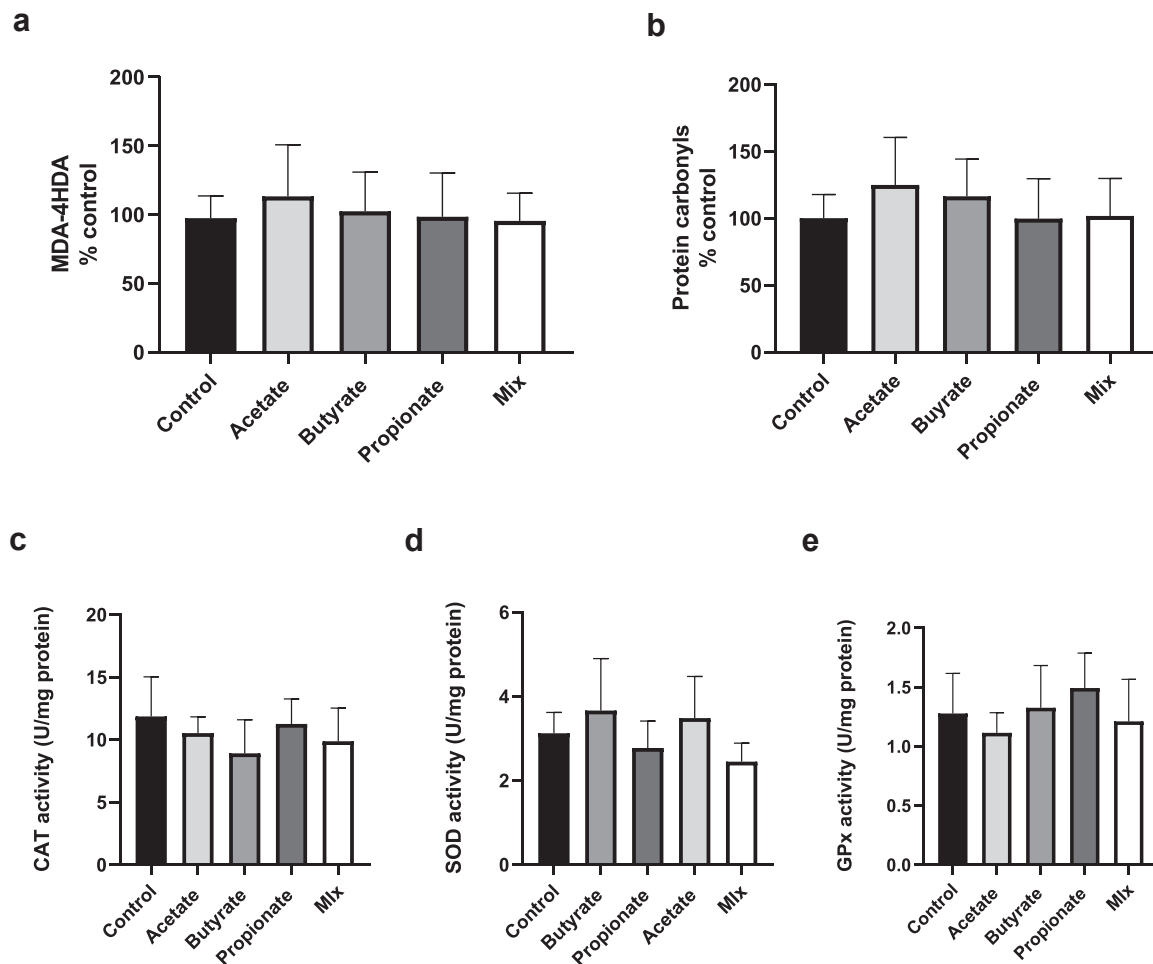 a
MDA-4HDA
% control
200
150
100
50
0
Control
Acetate
Butyrate
Propionate
Mix
b
Protein carbonyls
% control
200
150
100
50
0
Control
Acetate
Buyrate
Propionate
Mix
c
CAT activity (U/mg protein)
20
15
10
5
0
Control
Acetate
Butyrate
Propionate
MIx
d
SOD activity (U/mg protein)
6
4
2
0
Control
Butyrate
Propionate
Acetate
MIx
e
GPx activity (U/mg protein)
2.0
1.5
1.0
0.5
0.0
Control
Acetate
Butyrate
Propionate
MIx